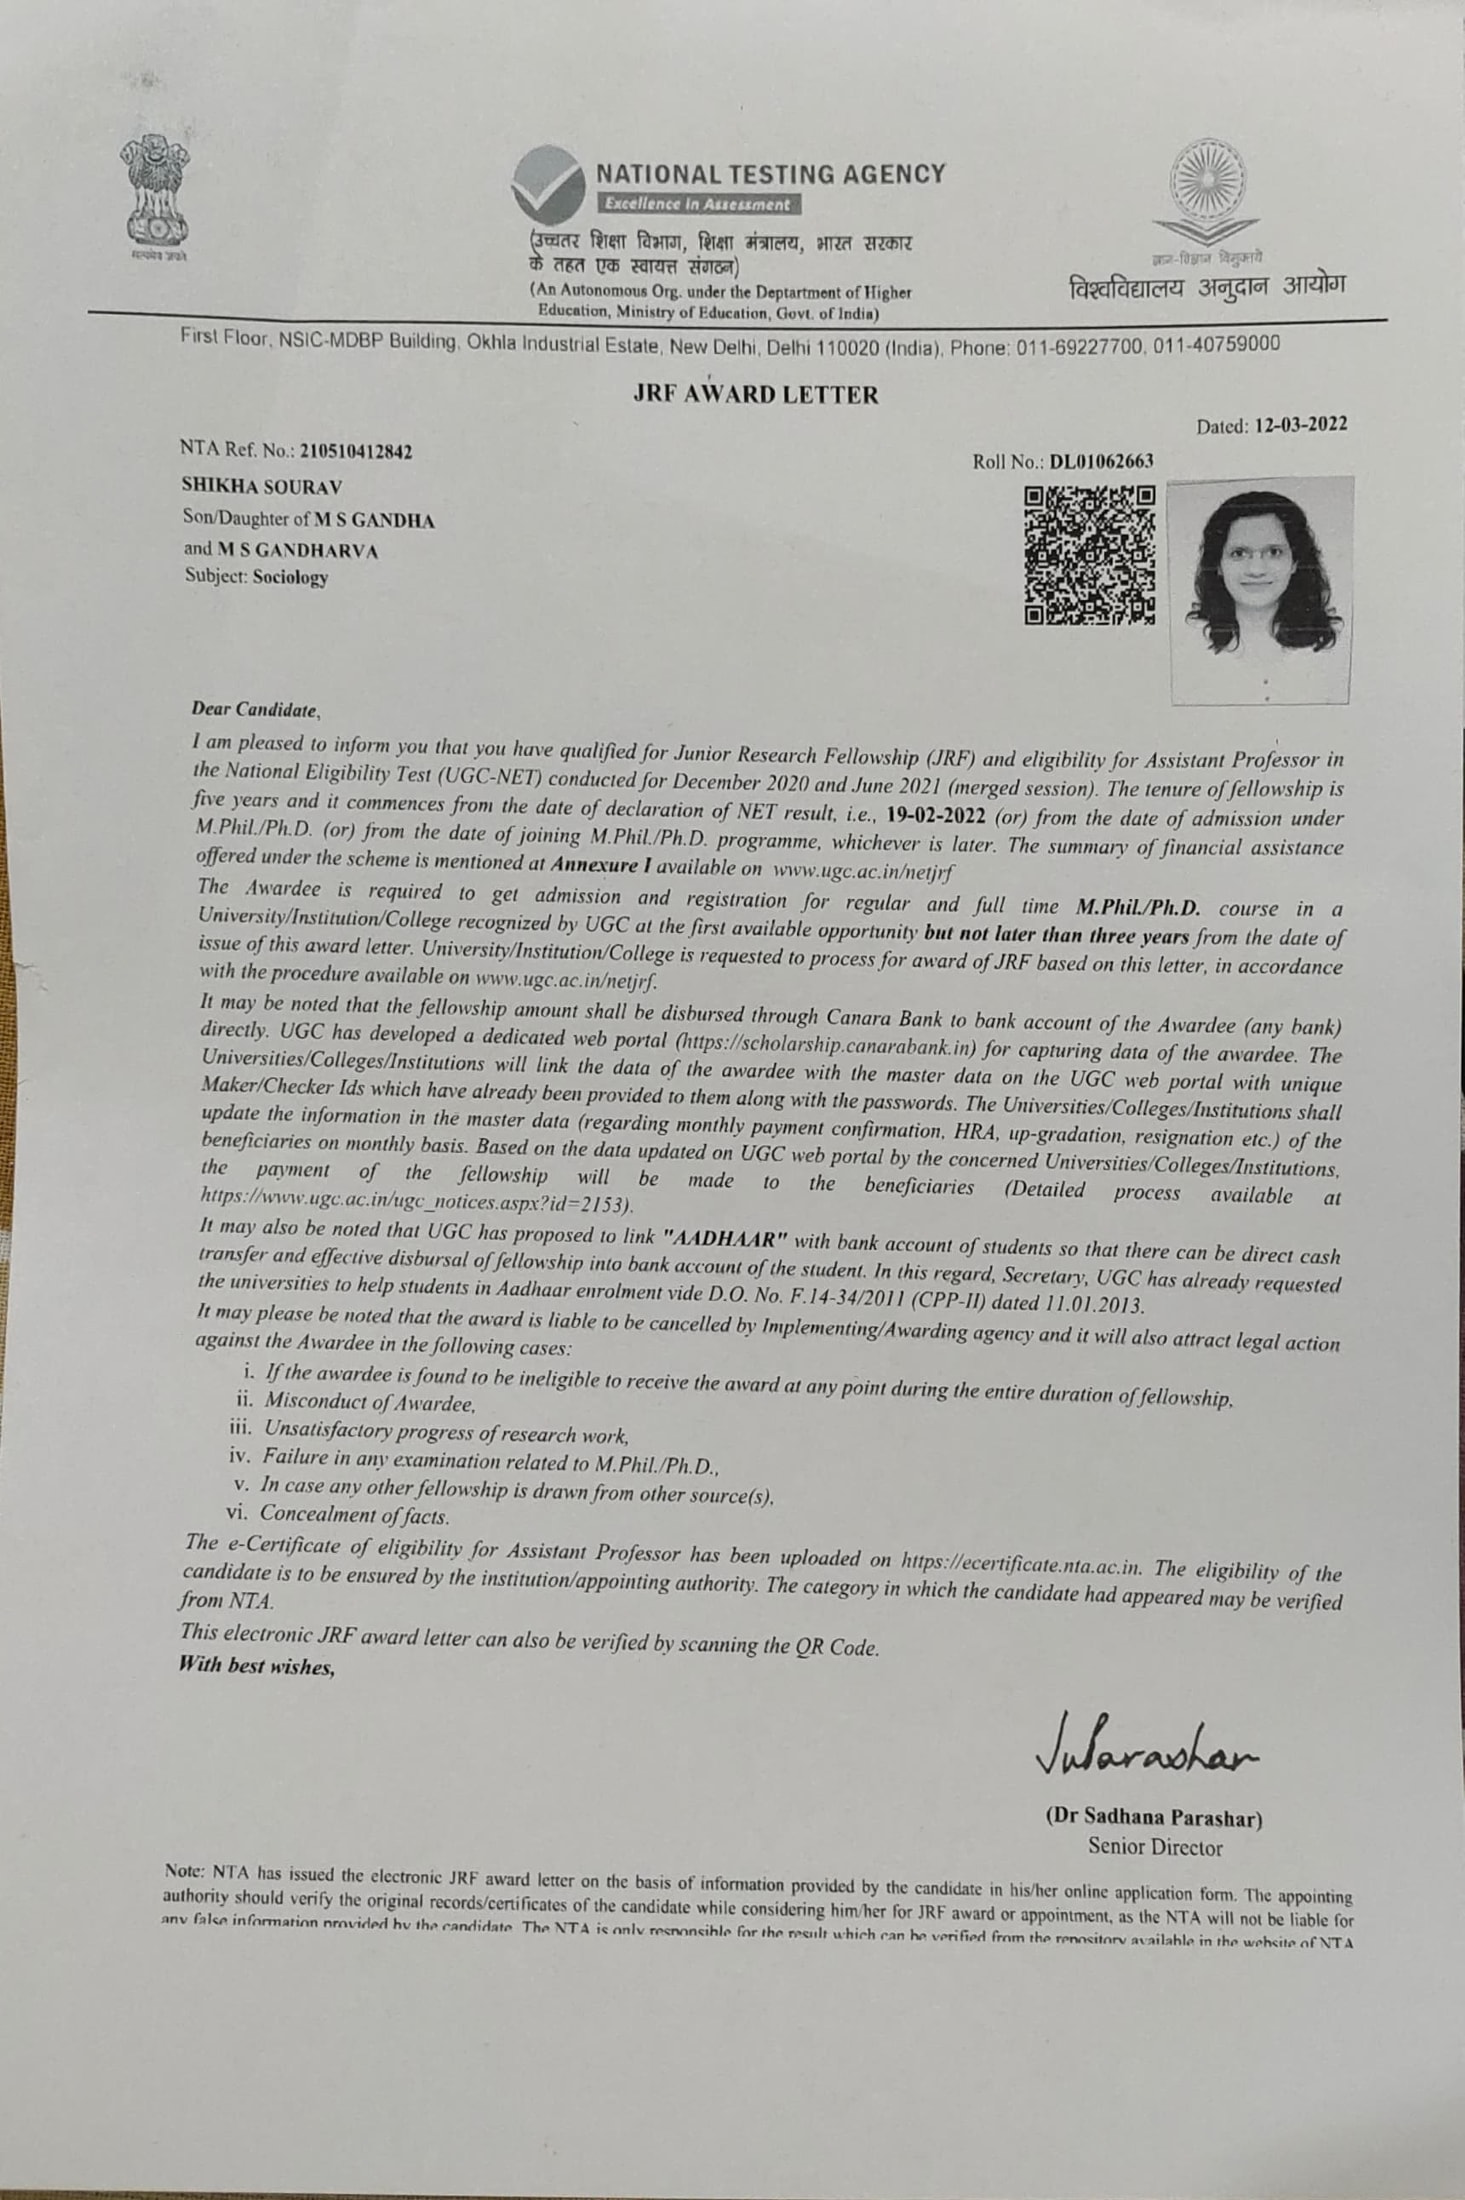 सत्यमेव जयते
NATIONAL TESTING AGENCY
Excellence in Assessment
(उच्चतर शिक्षा विभाग, शिक्षा मंत्रालय, भारत सरकार
के तहत एक स्वायत्त संगठन)
(An Autonomous Org. under the Deptartment of Higher
Education, Ministry of Education, Govt. of India)
ज्ञान-विज्ञान विमुक्तये
विश्वविद्यालय अनुदान आयोग
First Floor, NSIC-MDBP Building, Okhla Industrial Estate, New Delhi, Delhi 110020 (India), Phone: 011-69227700, 011-40759000
JRF AWARD LETTER
Dated: 12-03-2022
NTA Ref. No.: 210510412842
Roll No.: DL01062663
SHIKHA SOURAV
Son/Daughter of M S GANDHA
and M S GANDHARVA
Subject: Sociology
Dear Candidate,
I am pleased to inform you that you have qualified for Junior Research Fellowship (JRF) and eligibility for Assistant Professor in
the National Eligibility Test (UGC-NET) conducted for December 2020 and June 2021 (merged session). The tenure of fellowship is
five years and it commences from the date of declaration of NET result, i.e., 19-02-2022 (or) from the date of admission under
M.Phil./Ph.D. (or) from the date of joining M.Phil./Ph.D. programme, whichever is later. The summary of financial assistance
offered under the scheme is mentioned at Annexure I available on www.ugc.ac.in/netjrf
The Awardee is required to get admission and registration for regular and full time M.Phil./Ph.D. course in a
University/Institution/College recognized by UGC at the first available opportunity but not later than three years from the date of
issue of this award letter. University/Institution/College is requested to process for award of JRF based on this letter, in accordance
with the procedure available on www.ugc.ac.in/netjrf.
It may be noted that the fellowship amount shall be disbursed through Canara Bank to bank account of the Awardee (any bank)
directly. UGC has developed a dedicated web portal (https://scholarship.canarabank.in) for capturing data of the awardee. The
Universities/Colleges/Institutions will link the data of the awardee with the master data on the UGC web portal with unique
Maker/Checker Ids which have already been provided to them along with the passwords. The Universities/Colleges/Institutions shall
update the information in the master data (regarding monthly payment confirmation, HRA, up-gradation, resignation etc.) of the
beneficiaries on monthly basis. Based on the data updated on UGC web portal by the concerned Universities/Colleges/Institutions,
the payment of the fellowship will be made to the beneficiaries (Detailed process available at
https://www.ugc.ac.in/ugc_notices.aspx?id=2153).
It may also be noted that UGC has proposed to link "AADHAAR" with bank account of students so that there can be direct cash
transfer and effective disbursal of fellowship into bank account of the student. In this regard, Secretary, UGC has already requested
the universities to help students in Aadhaar enrolment vide D.O. No. F.14-34/2011 (CPP-II) dated 11.01.2013.
It may please be noted that the award is liable to be cancelled by Implementing/Awarding agency and it will also attract legal action
against the Awardee in the following cases:
i. If the awardee is found to be ineligible to receive the award at any point during the entire duration of fellowship,
ii. Misconduct of Awardee,
iii. Unsatisfactory progress of research work,
iv. Failure in any examination related to M.Phil./Ph.D.,
v. In case any other fellowship is drawn from other source(s),
vi. Concealment of facts.
The e-Certificate of eligibility for Assistant Professor has been uploaded on https://ecertificate.nta.ac.in. The eligibility of the
candidate is to be ensured by the institution/appointing authority. The category in which the candidate had appeared may be verified
from NTA.
This electronic JRF award letter can also be verified by scanning the QR Code.
With best wishes,
(Dr Sadhana Parashar)
Senior Director
Note: NTA has issued the electronic JRF award letter on the basis of information provided by the candidate in his/her online application form. The appointing
authority should verify the original records/certificates of the candidate while considering him/her for JRF award or appointment, as the NTA will not be liable for
any false information provided by the candidate. The NTA is only responsible for the result which can be verified from the repository available in the website of NTA